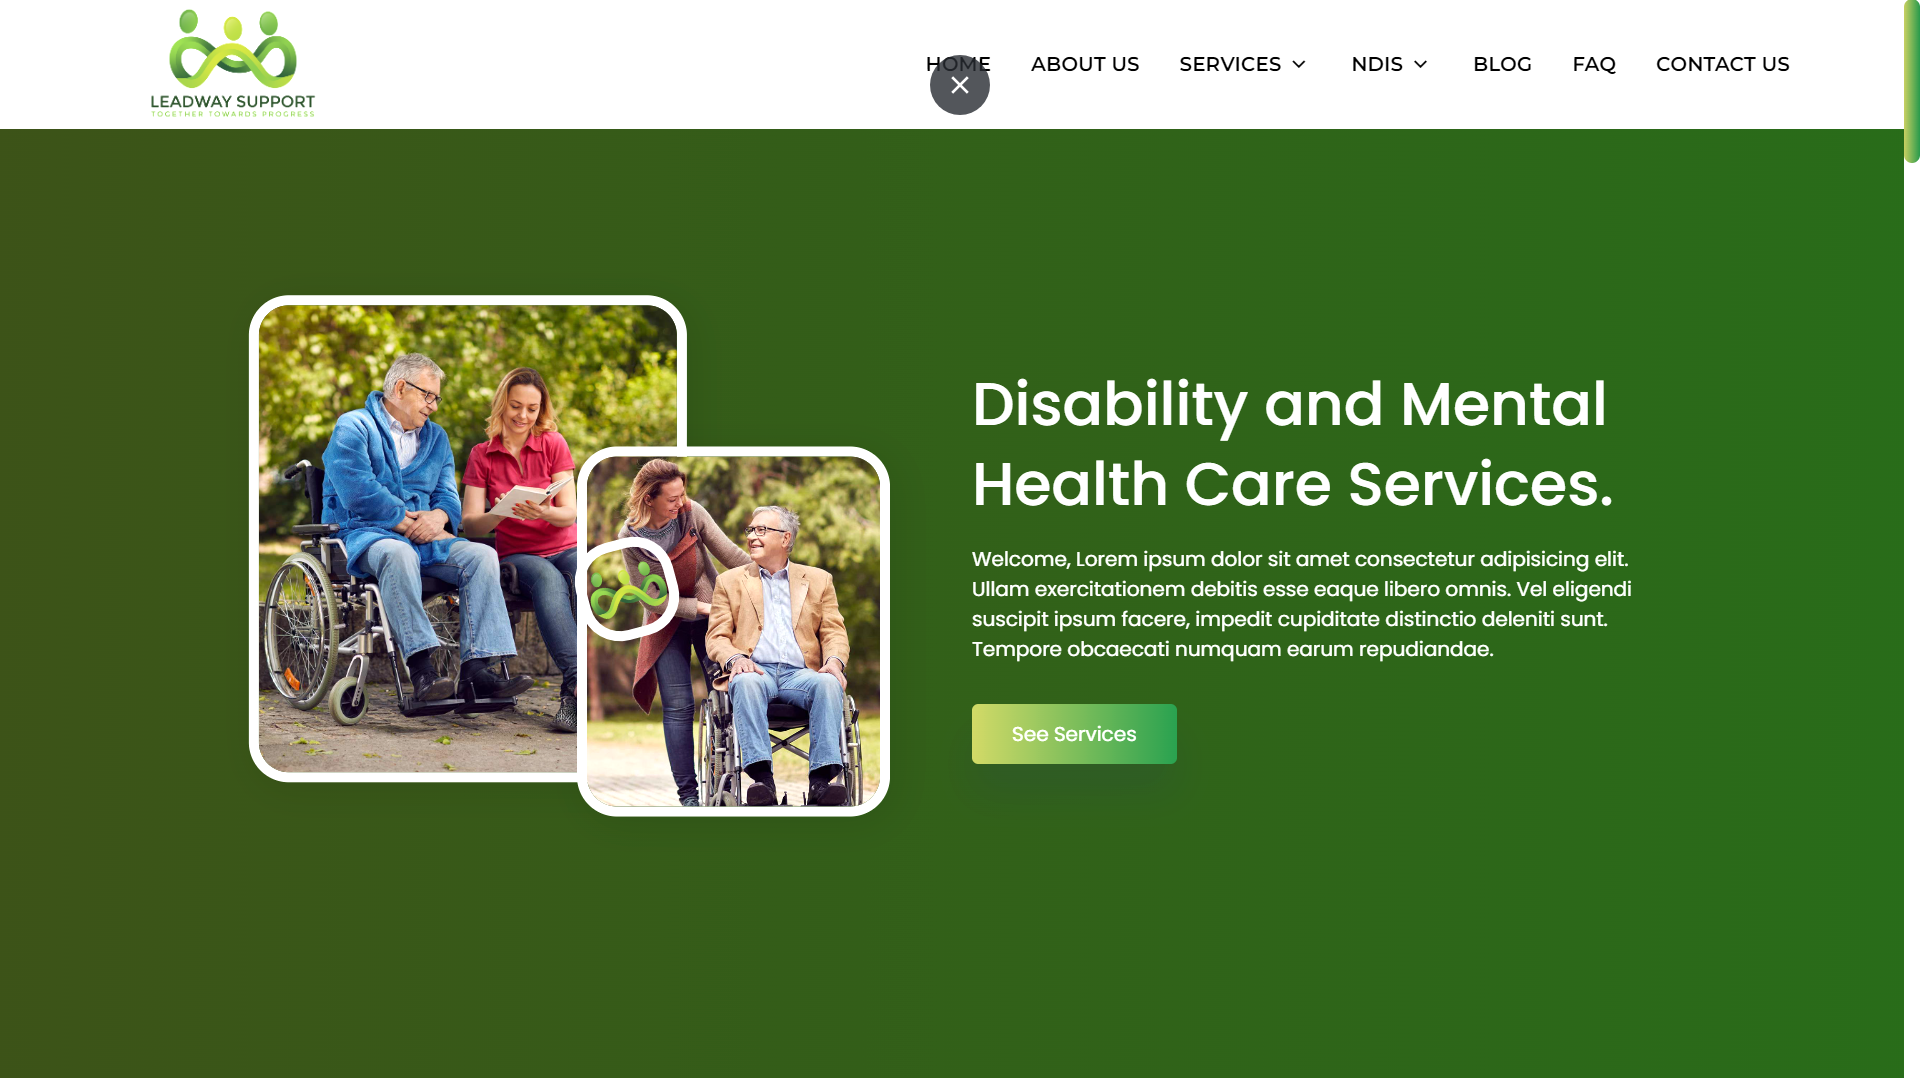 LEADWAY SUPPORT
TOGETHER TOWARDS PROGRESS
HOME ABOUT US SERVICES NDIS BLOG FAQ CONTACT US
Disability and Mental
Health Care Services.
Welcome, Lorem ipsum dolor sit amet consectetur adipisicing elit.
Ullam exercitationem debitis esse eaque libero omnis. Vel eligendi
suscipit ipsum facere, impedit cupiditate distinctio deleniti sunt.
Tempore obcaecati numquam earum repudiandae.
See Services